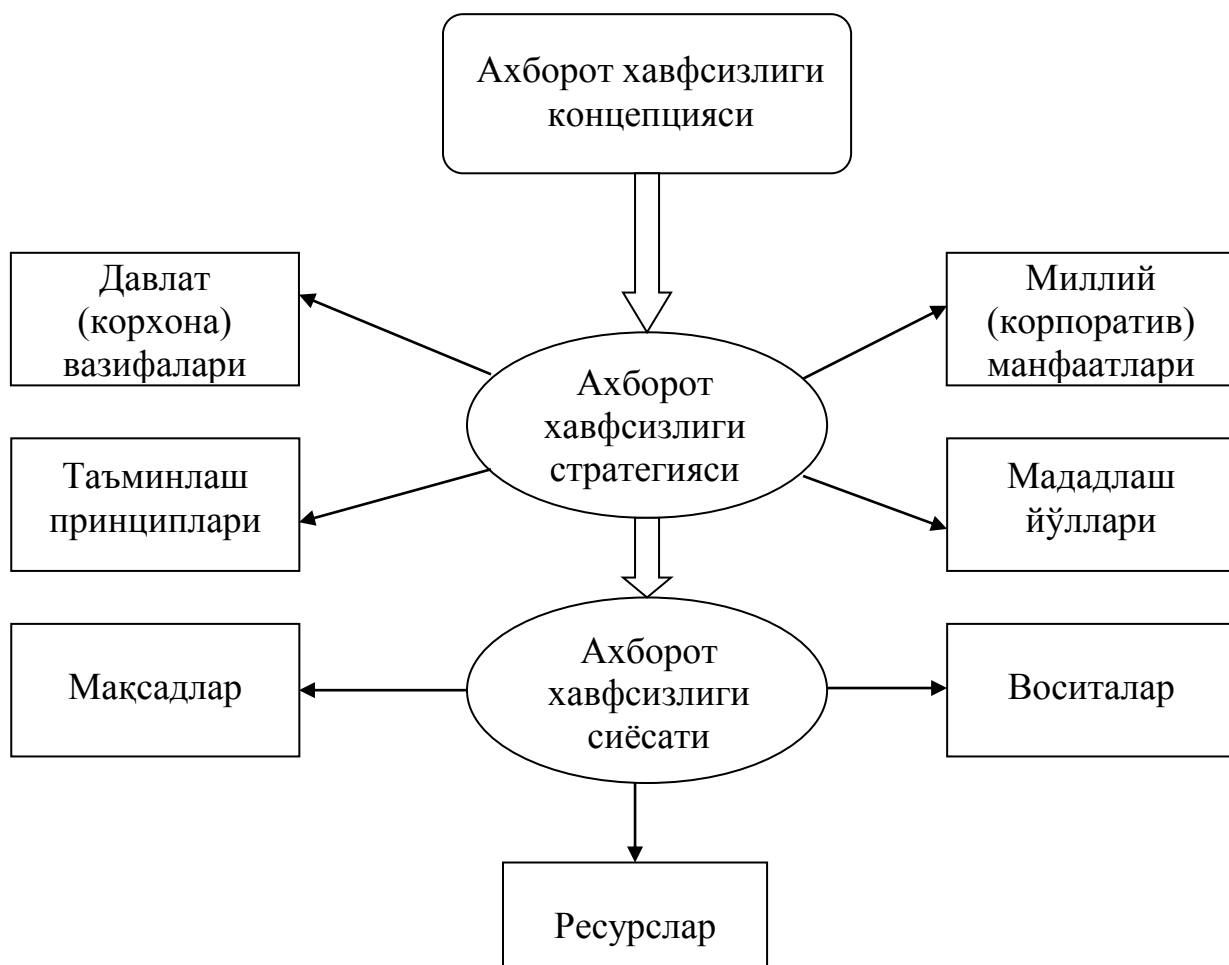 Ахборот хавфсизлиги
концепцияси
Давлат
(корхона)
вазифалари
Миллий
(корпоратив)
манфаатлари
Ахборот
хавфсизлиги
стратегияси
Таъминлаш
принциплари
Мададлаш
йўллари
Мақсадлар
Ахборот
хавфсизлиги
сиёсати
Воситалар
Ресурслар